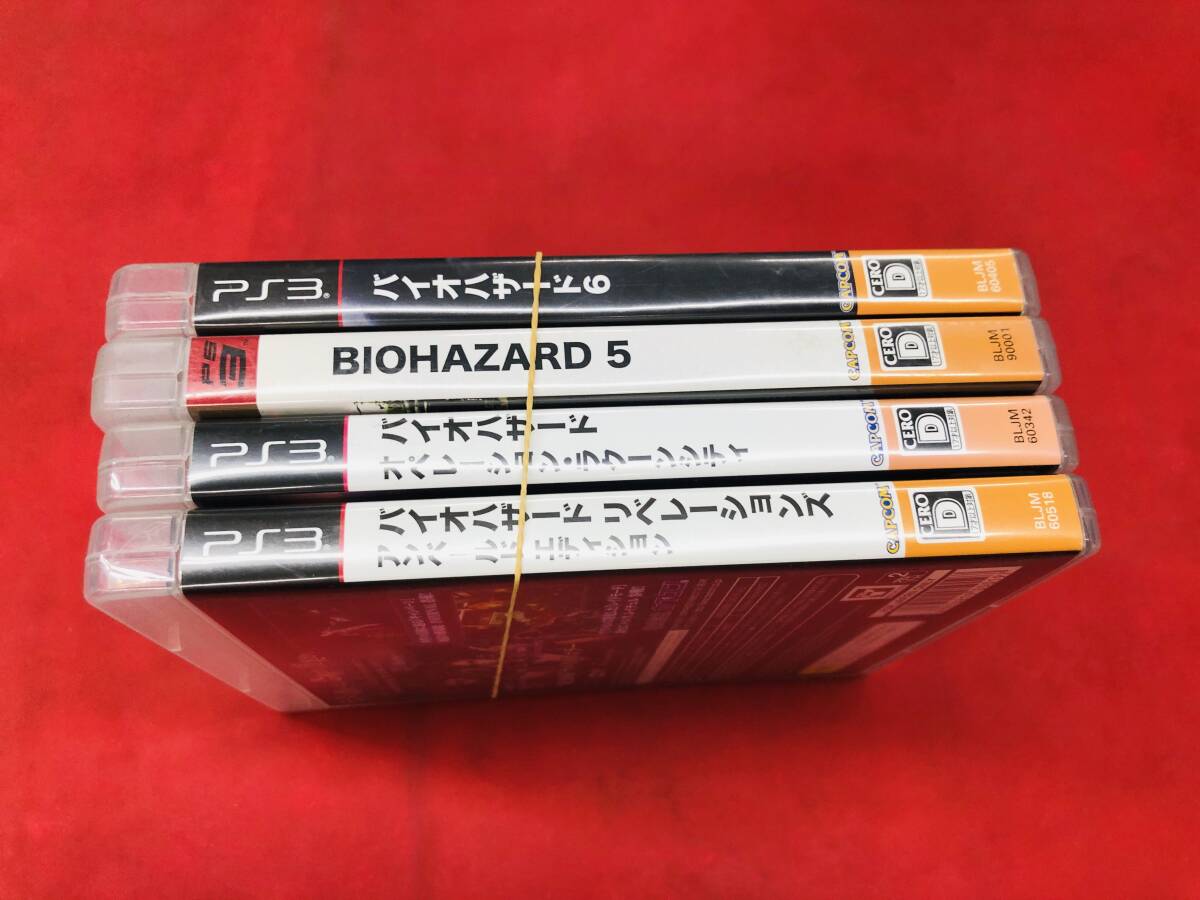 PS3
バイオハザード6
CAPCOM
CERO
D
BLJM
60405
PS3
BIOHAZARD 5
CAPCOM
CERO
D
BLJM
90001
PS3
バイオハザード
オペレーション・ラクーンシティ
CAPCOM
CERO
D
BLJM
60342
PS3
バイオハザード リベレーションズ
アンベールド エディション
CAPCOM
CERO
D
BLJM
60518